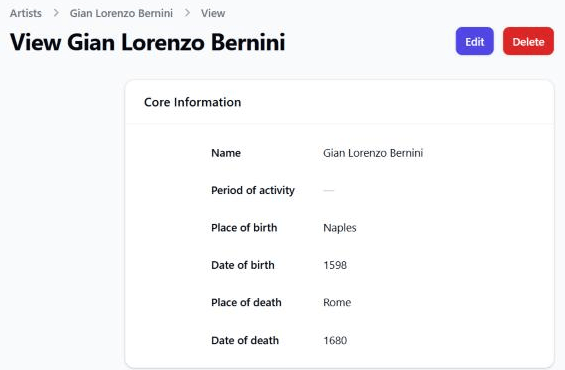 Artists > Gian Lorenzo Bernini > View
View Gian Lorenzo Bernini
Edit Delete
Core Information
Name Gian Lorenzo Bernini
Period of activity —
Place of birth Naples
Date of birth 1598
Place of death Rome
Date of death 1680